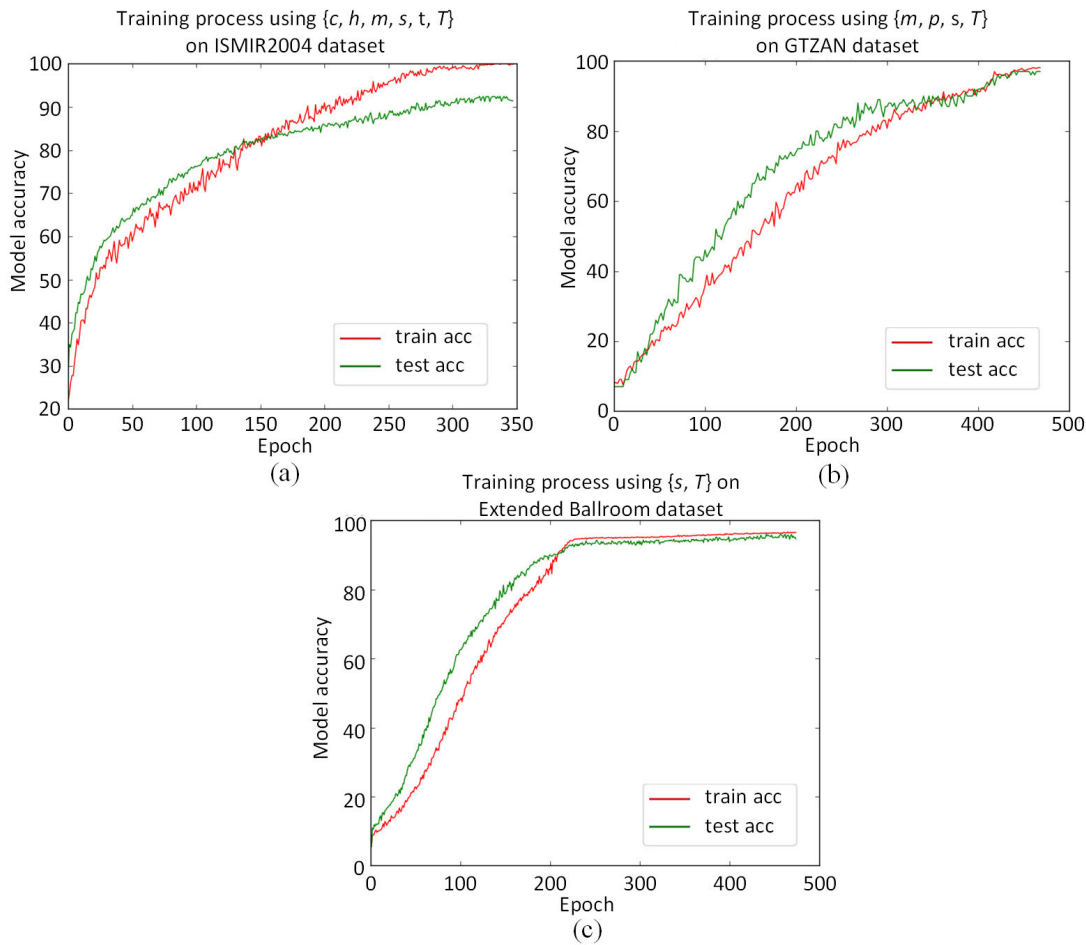 Training process using {c, h, m, s, t, T}
on ISMIR2004 dataset
100
90
80
70
60
50
40
30
20
0
50
100
150
200
250
300
350
Model accuracy
Epoch
train acc
test acc
(a)
Training process using {m, p, s, T}
on GTZAN dataset
100
80
60
40
20
0
0
100
200
300
400
500
Model accuracy
Epoch
train acc
test acc
(b)
Training process using {s, T} on
Extended Ballroom dataset
100
80
60
40
20
0
0
100
200
300
400
500
Model accuracy
Epoch
train acc
test acc
(c)